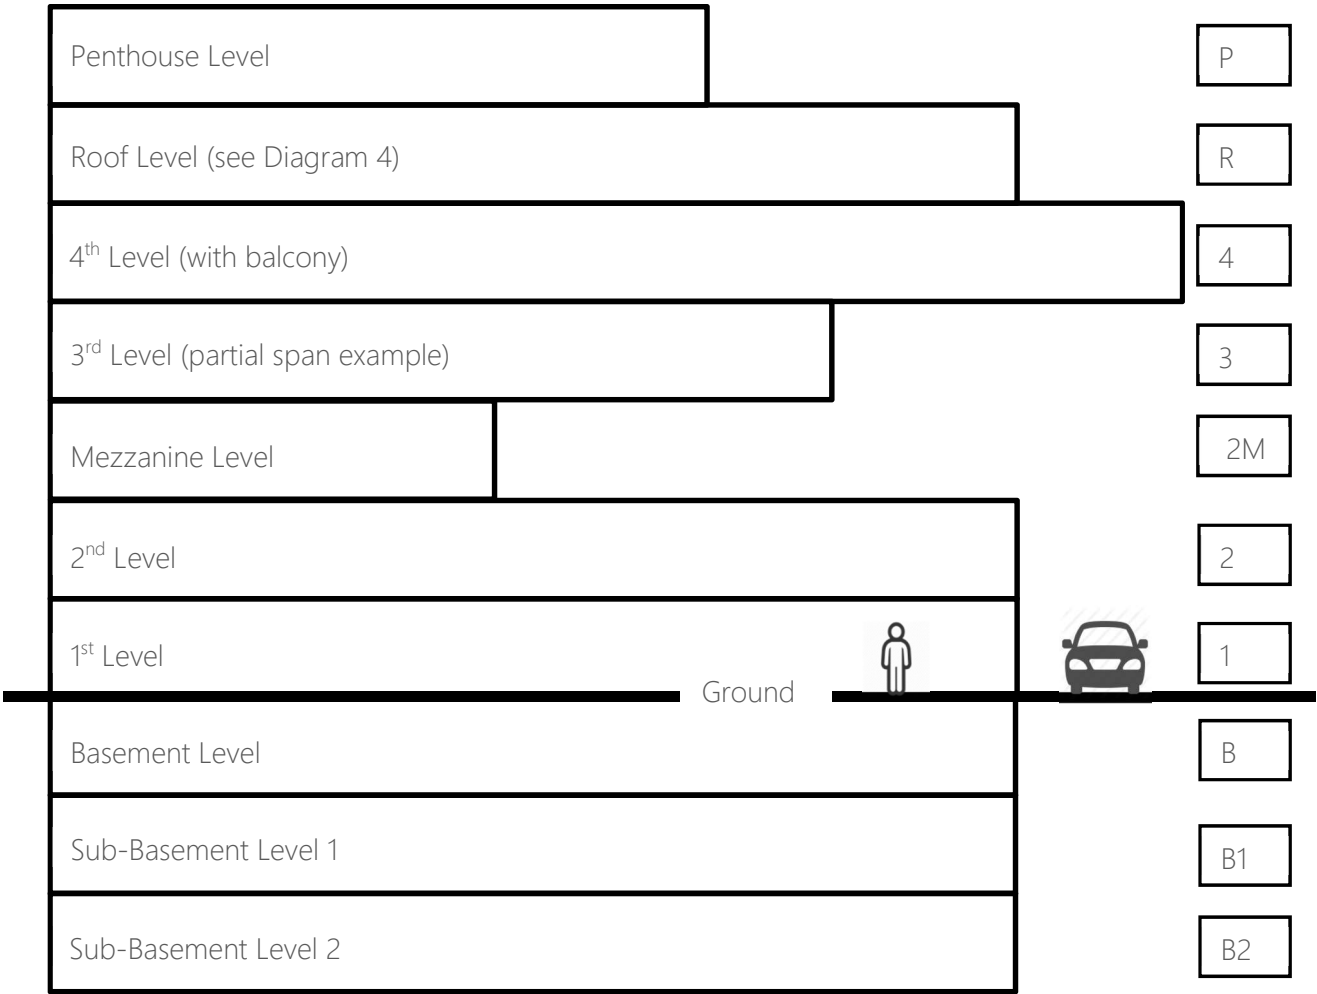 Penthouse Level P
Roof Level (see Diagram 4) R
4th Level (with balcony) 4
3rd Level (partial span example) 3
Mezzanine Level 2M
2nd Level 2
1st Level 1
Ground
Basement Level B
Sub-Basement Level 1 B1
Sub-Basement Level 2 B2